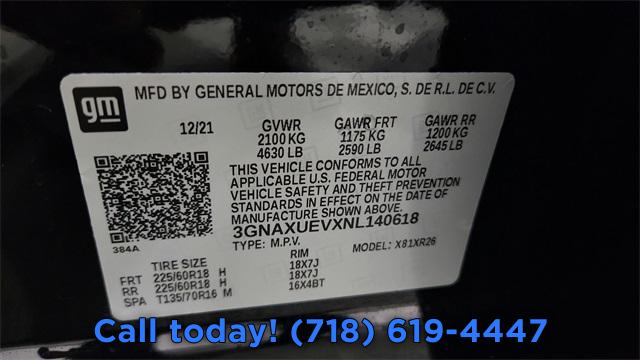 gm
MFD BY GENERAL MOTORS DE MEXICO, S. DE R.L. DE C.V.
12/21 GVWR GAWR FRT GAWR RR
2100 KG 1175 KG 1200 KG
4630 LB 2590 LB 2645 LB
THIS VEHICLE CONFORMS TO ALL
APPLICABLE U.S. FEDERAL MOTOR
VEHICLE SAFETY AND THEFT PREVENTION
STANDARDS IN EFFECT ON THE DATE OF
MANUFACTURE SHOWN ABOVE.
384A
3GNAXUEVXNL140618
TYPE: M.P.V. MODEL: X81XR26
TIRE SIZE RIM
FRT 225/60R18 H 18X7J
RR 225/60R18 H 18X7J
SPA T135/70R16 M 16X4BT
Call today! (718) 619-4447